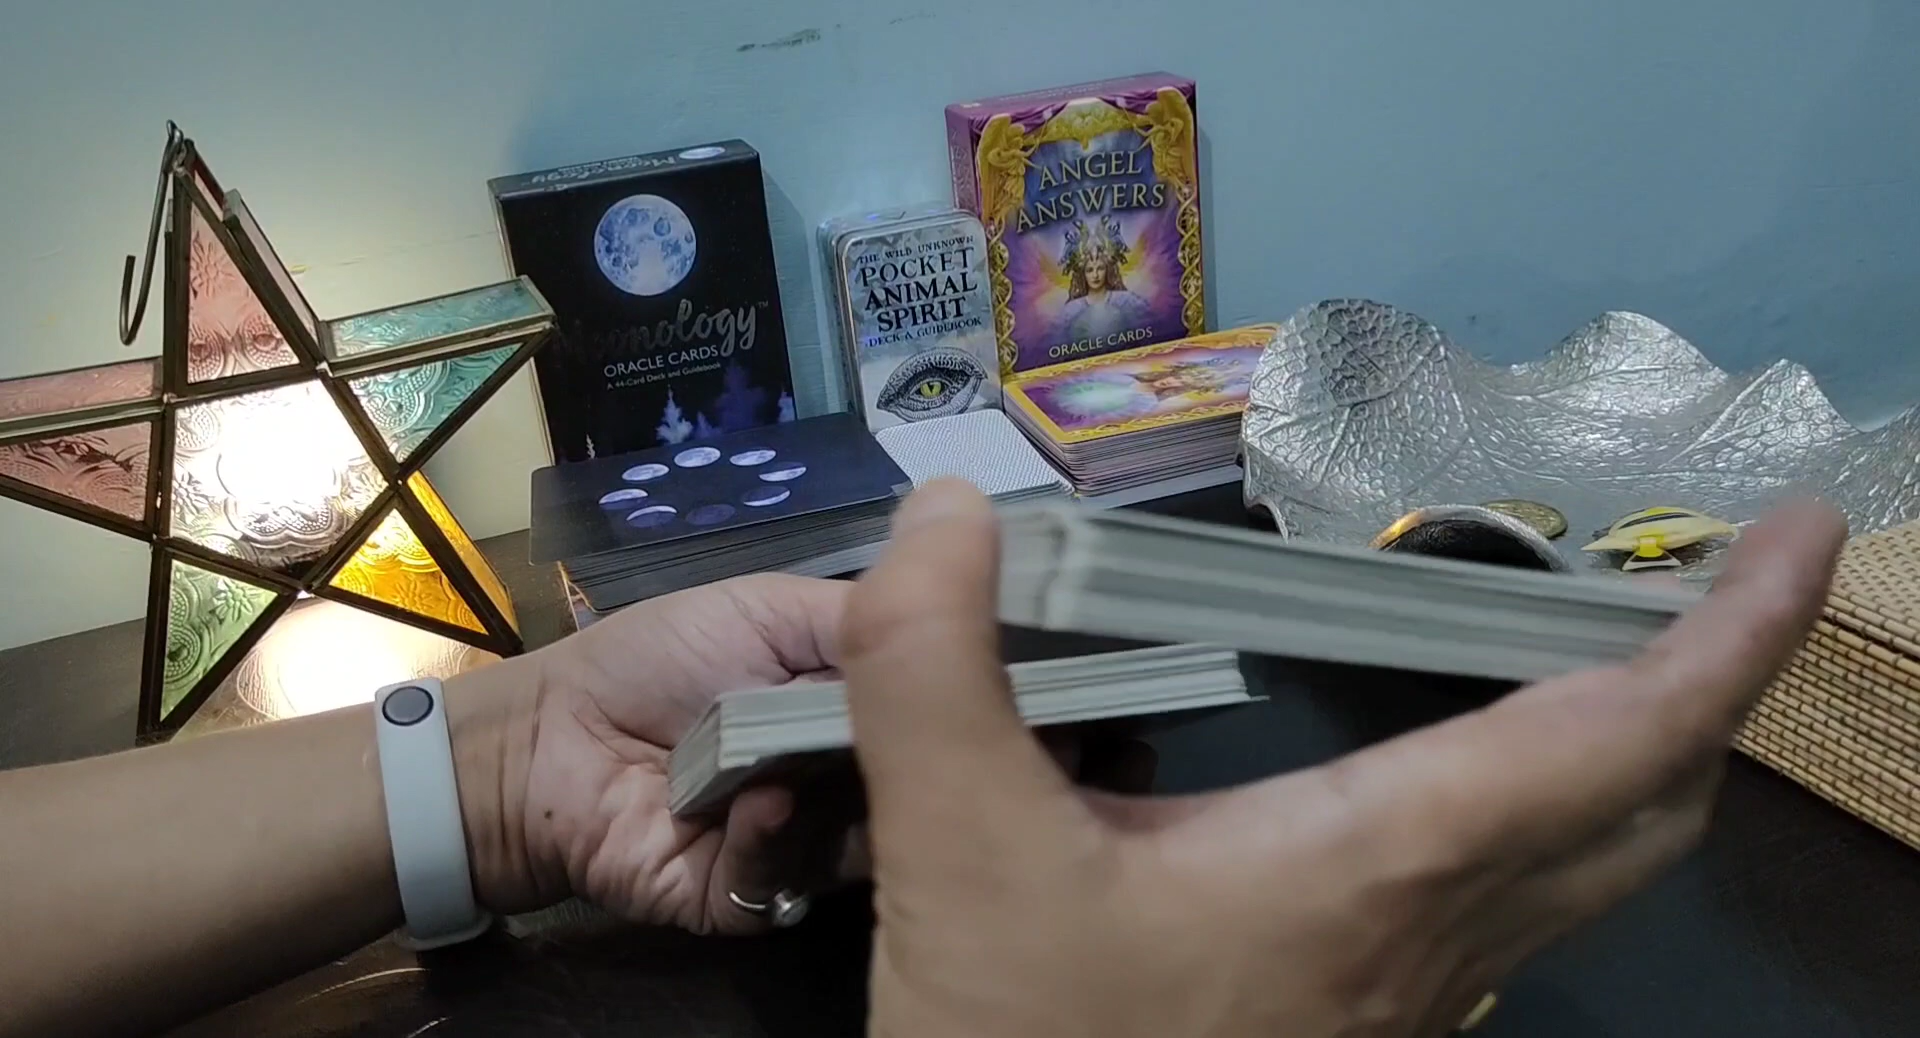 Moonology™
ORACLE CARDS
A 44-Card Deck and Guidebook
THE WILD UNKNOWN
POCKET
ANIMAL
SPIRIT
DECK & GUIDEBOOK
ANGEL
ANSWERS
ORACLE CARDS